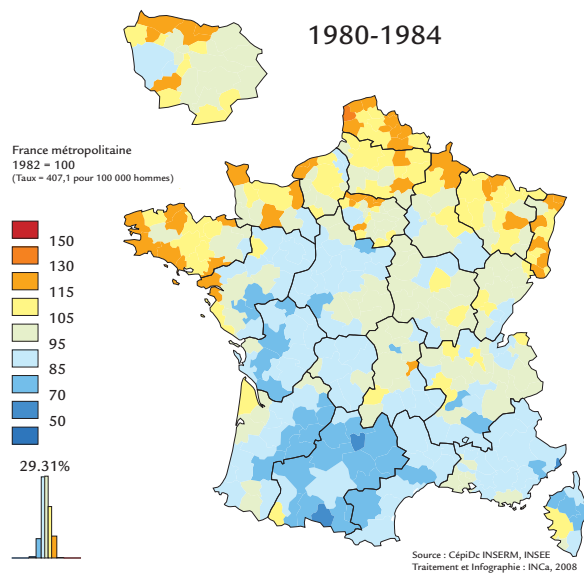 1980-1984
France métropolitaine
1982 = 100
(Taux = 407,1 pour 100 000 hommes)
150
130
115
105
95
85
70
50
29.31%
Source : CépiDc INSERM, INSEE
Traitement et Infographie : INCa, 2008